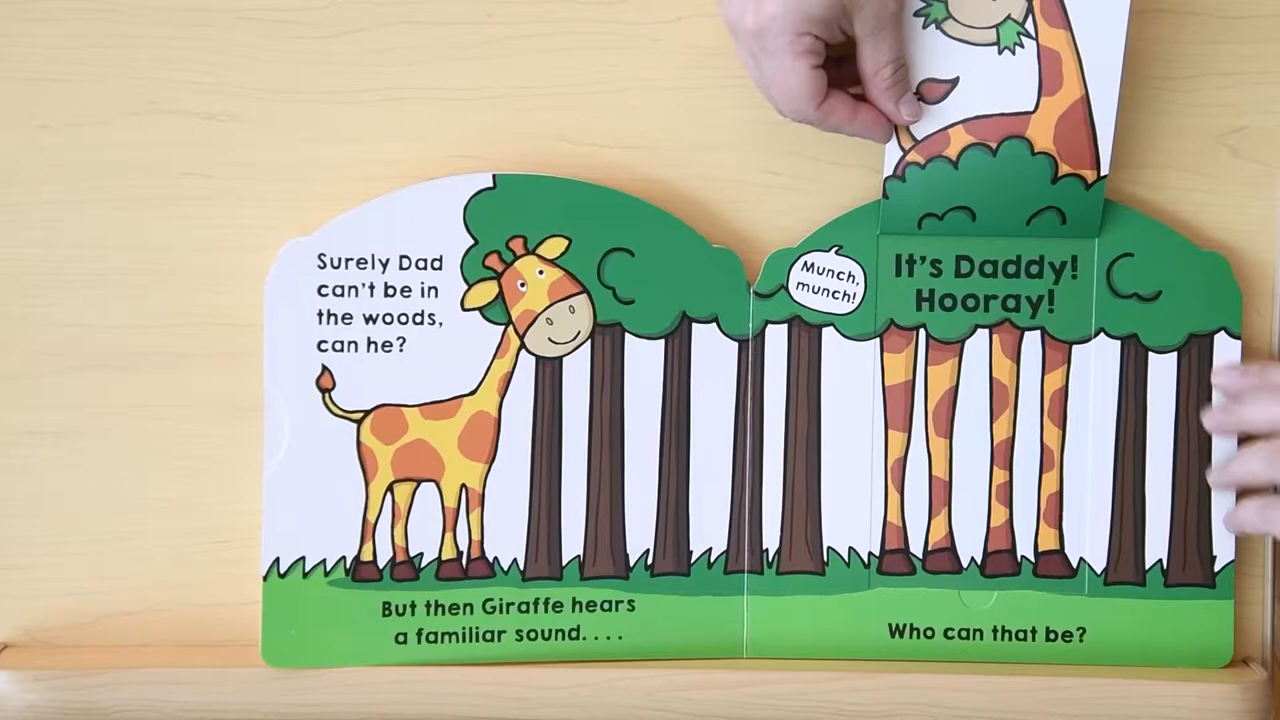 Surely Dad
can't be in
the woods,
can he?
But then Giraffe hears
a familiar sound....
Munch,
munch!
It's Daddy!
Hooray!
Who can that be?